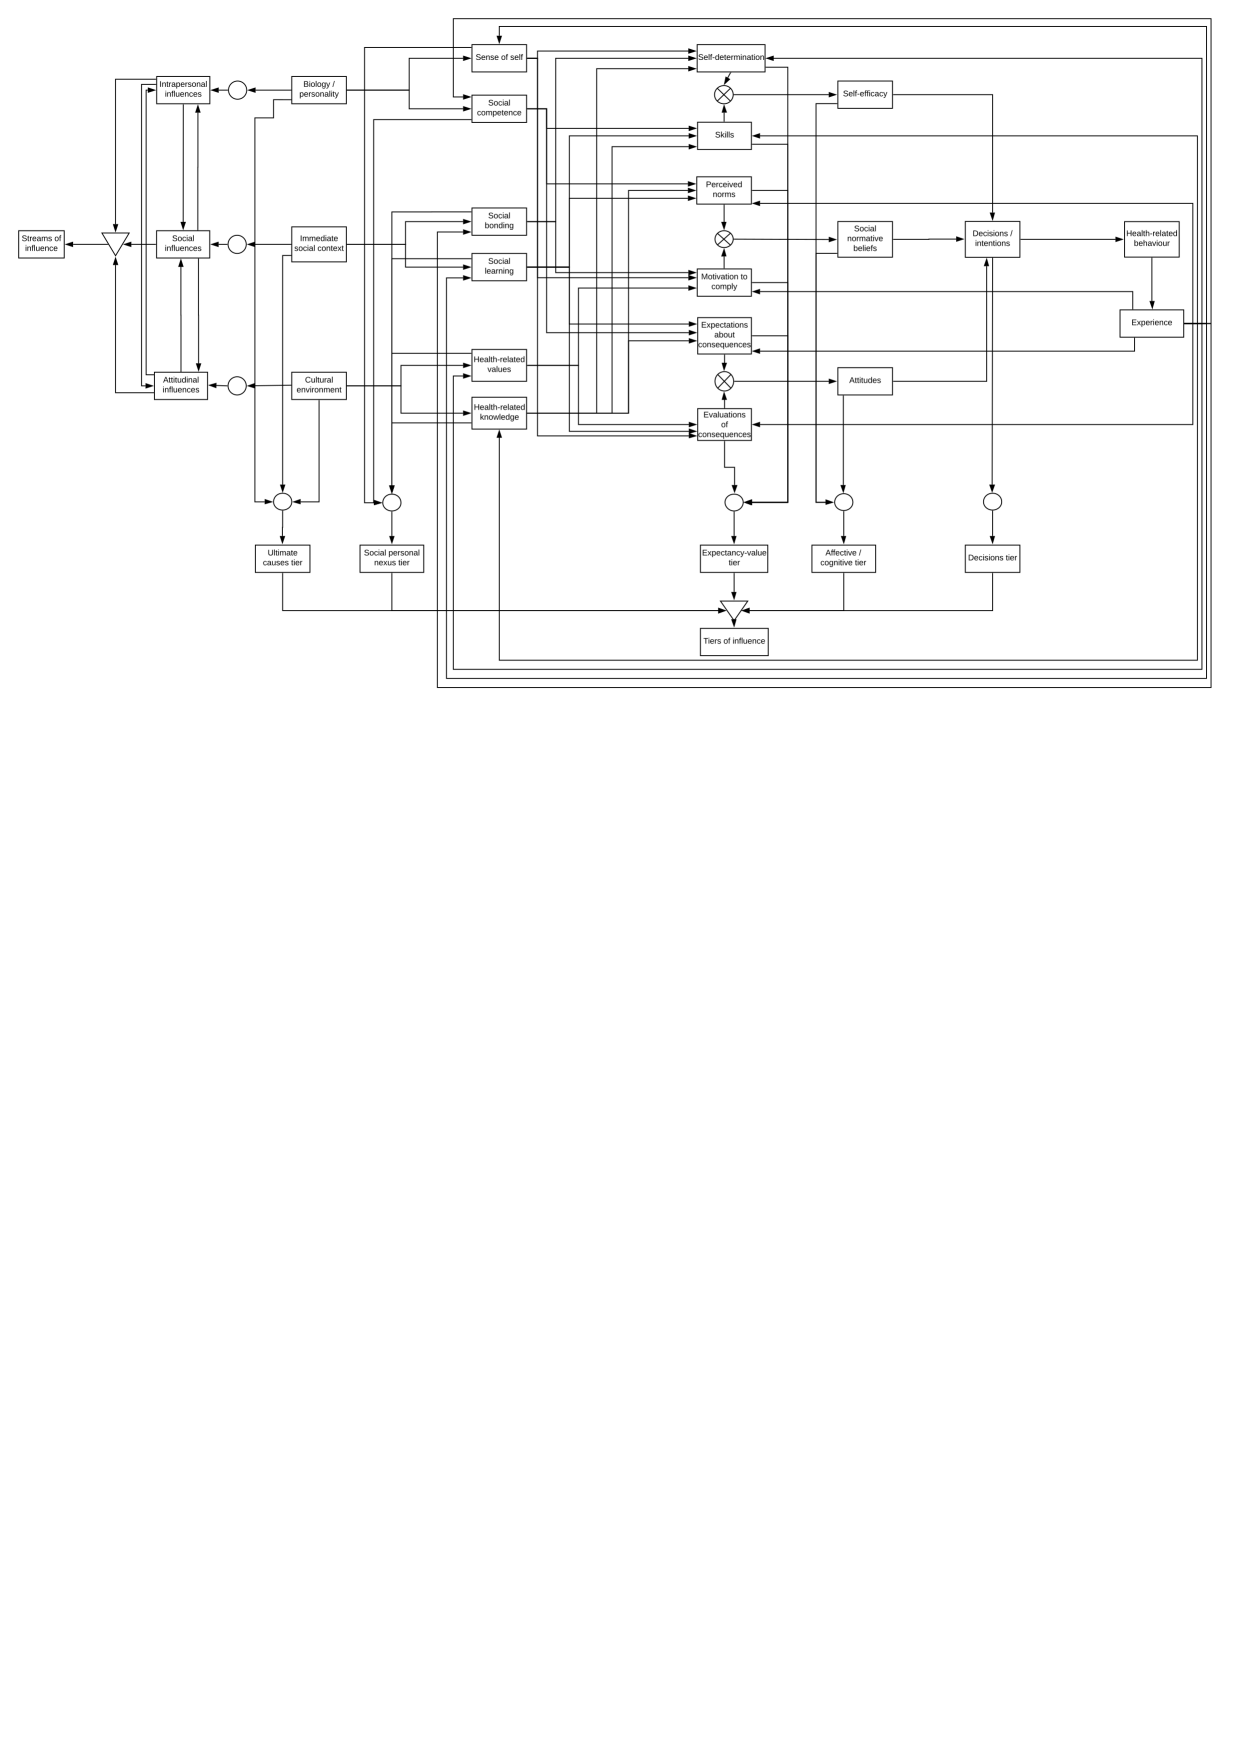 Sense of self
Self-determination
Intrapersonal
influences
Biology /
personality
Self-efficacy
Social
competence
Skills
Perceived
norms
Social
bonding
Streams of
influence
Social
influences
Immediate
social context
Social
normative
beliefs
Decisions /
intentions
Health-related
behaviour
Social
learning
Motivation to
comply
Expectations
about
consequences
Experience
Health-related
values
Attitudinal
influences
Cultural
environment
Attitudes
Health-related
knowledge
Evaluations
of
consequences
Ultimate
causes tier
Social personal
nexus tier
Expectancy-value
tier
Affective /
cognitive tier
Decisions tier
Tiers of influence